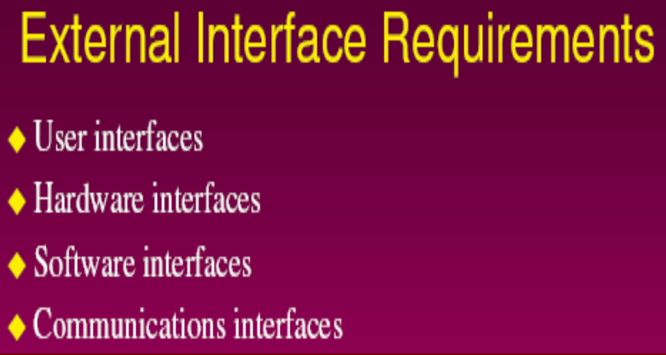 External Interface Requirements
User interfaces
Hardware interfaces
Software interfaces
Communications interfaces